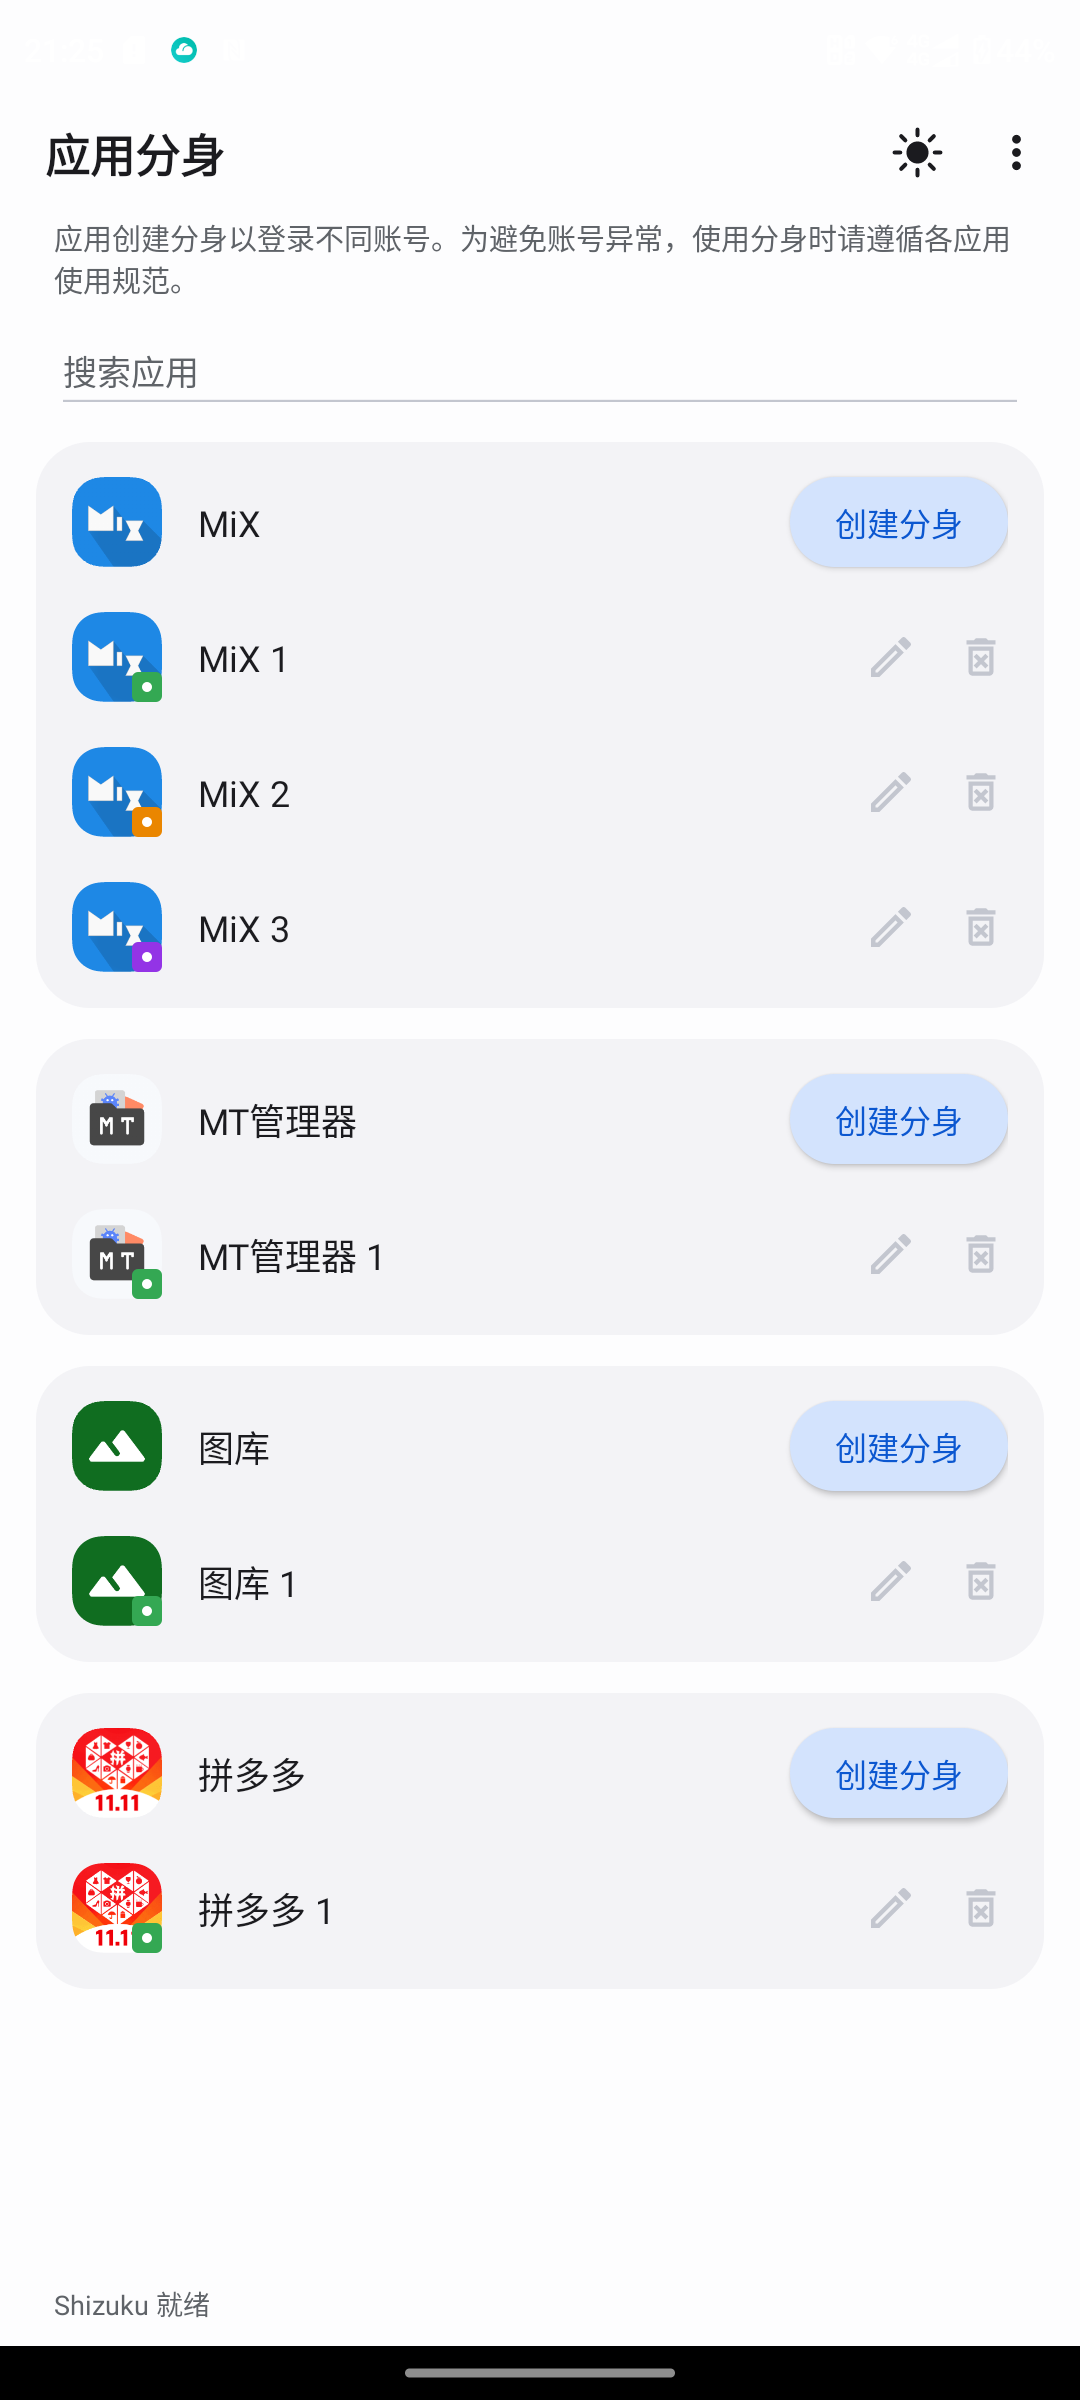 应用分身
应用创建分身以登录不同账号。为避免账号异常，使用分身时请遵循各应用
使用规范。
搜索应用
MiX
创建分身
MiX 1
MiX 2
MiX 3
MT管理器
创建分身
MT管理器 1
图库
创建分身
图库 1
拼多多
创建分身
拼多多 1
Shizuku 就绪